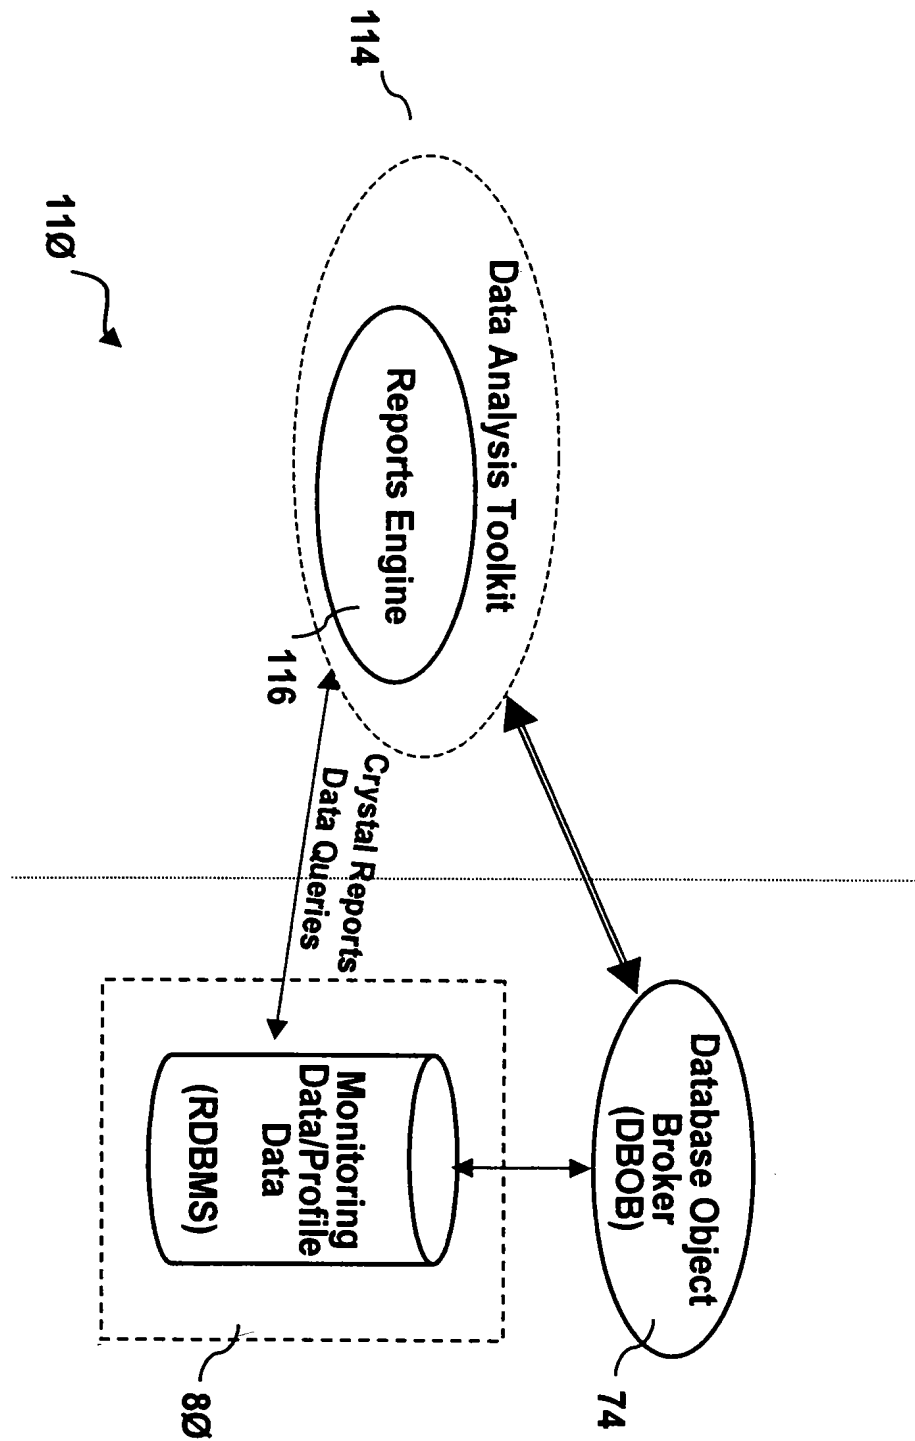 114
110
Data Analysis Toolkit
Reports Engine
116
Crystal Reports
Data Queries
Database Object
Broker
(DBOB)
74
Monitoring
Data/Profile
Data
(RDBMS)
80